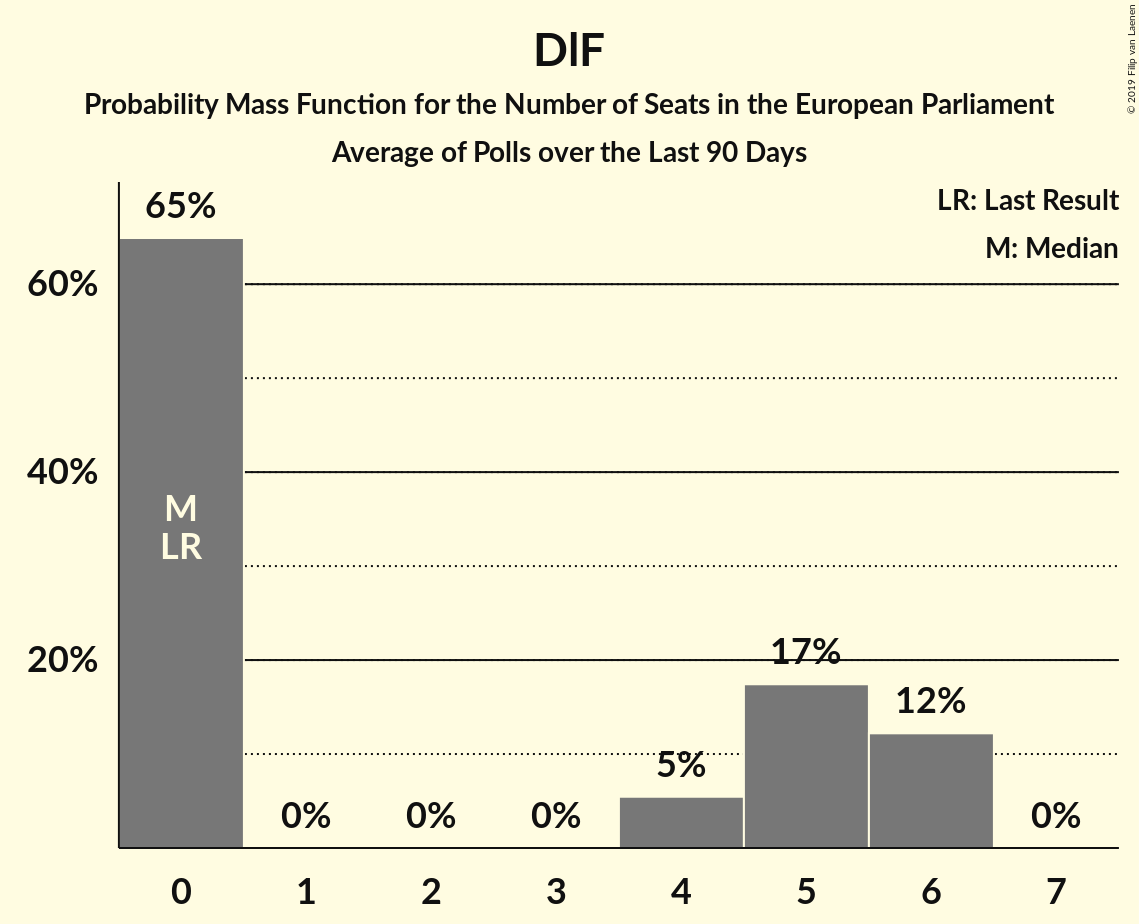 DlF
Probability Mass Function for the Number of Seats in the European Parliament
Average of Polls over the Last 90 Days
© 2019 Filip van Laenen
LR: Last Result
M: Median
65%
60%
40%
20%
M
LR
0%
0%
0%
5%
17%
12%
0%
0 1 2 3 4 5 6 7